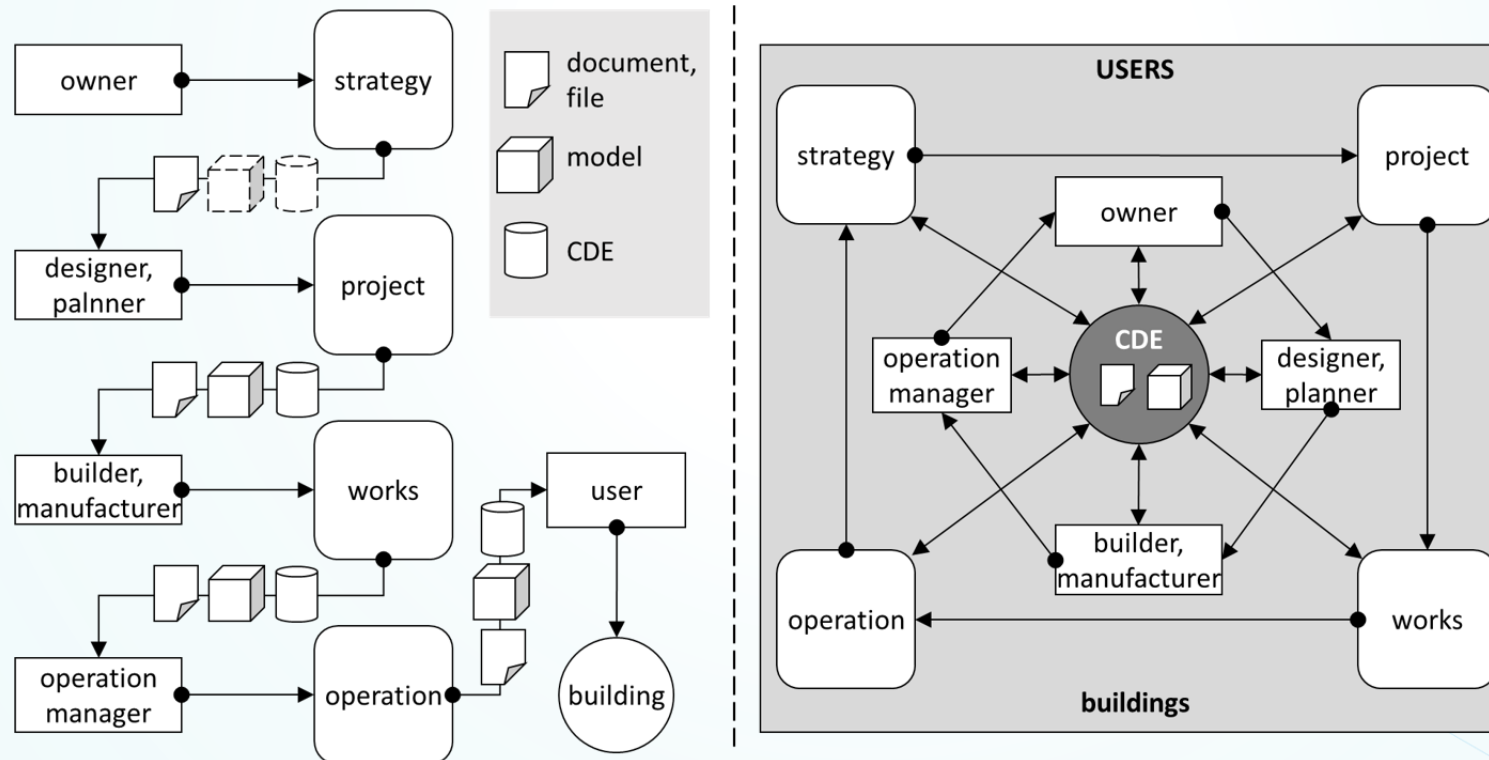 owner
strategy
document,
file
model
CDE
designer,
palnner
project
builder,
manufacturer
works
user
operation
manager
operation
building
USERS
strategy
project
owner
CDE
operation
manager
designer,
planner
builder,
manufacturer
operation
works
buildings